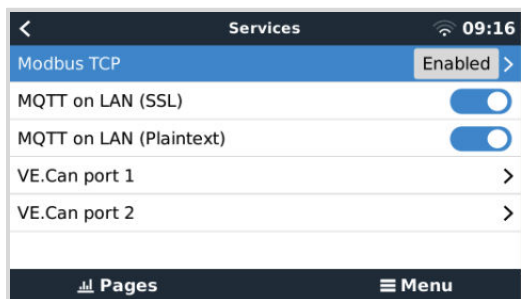 Services 09:16
Modbus TCP Enabled
MQTT on LAN (SSL)
MQTT on LAN (Plaintext)
VE.Can port 1
VE.Can port 2
Pages Menu